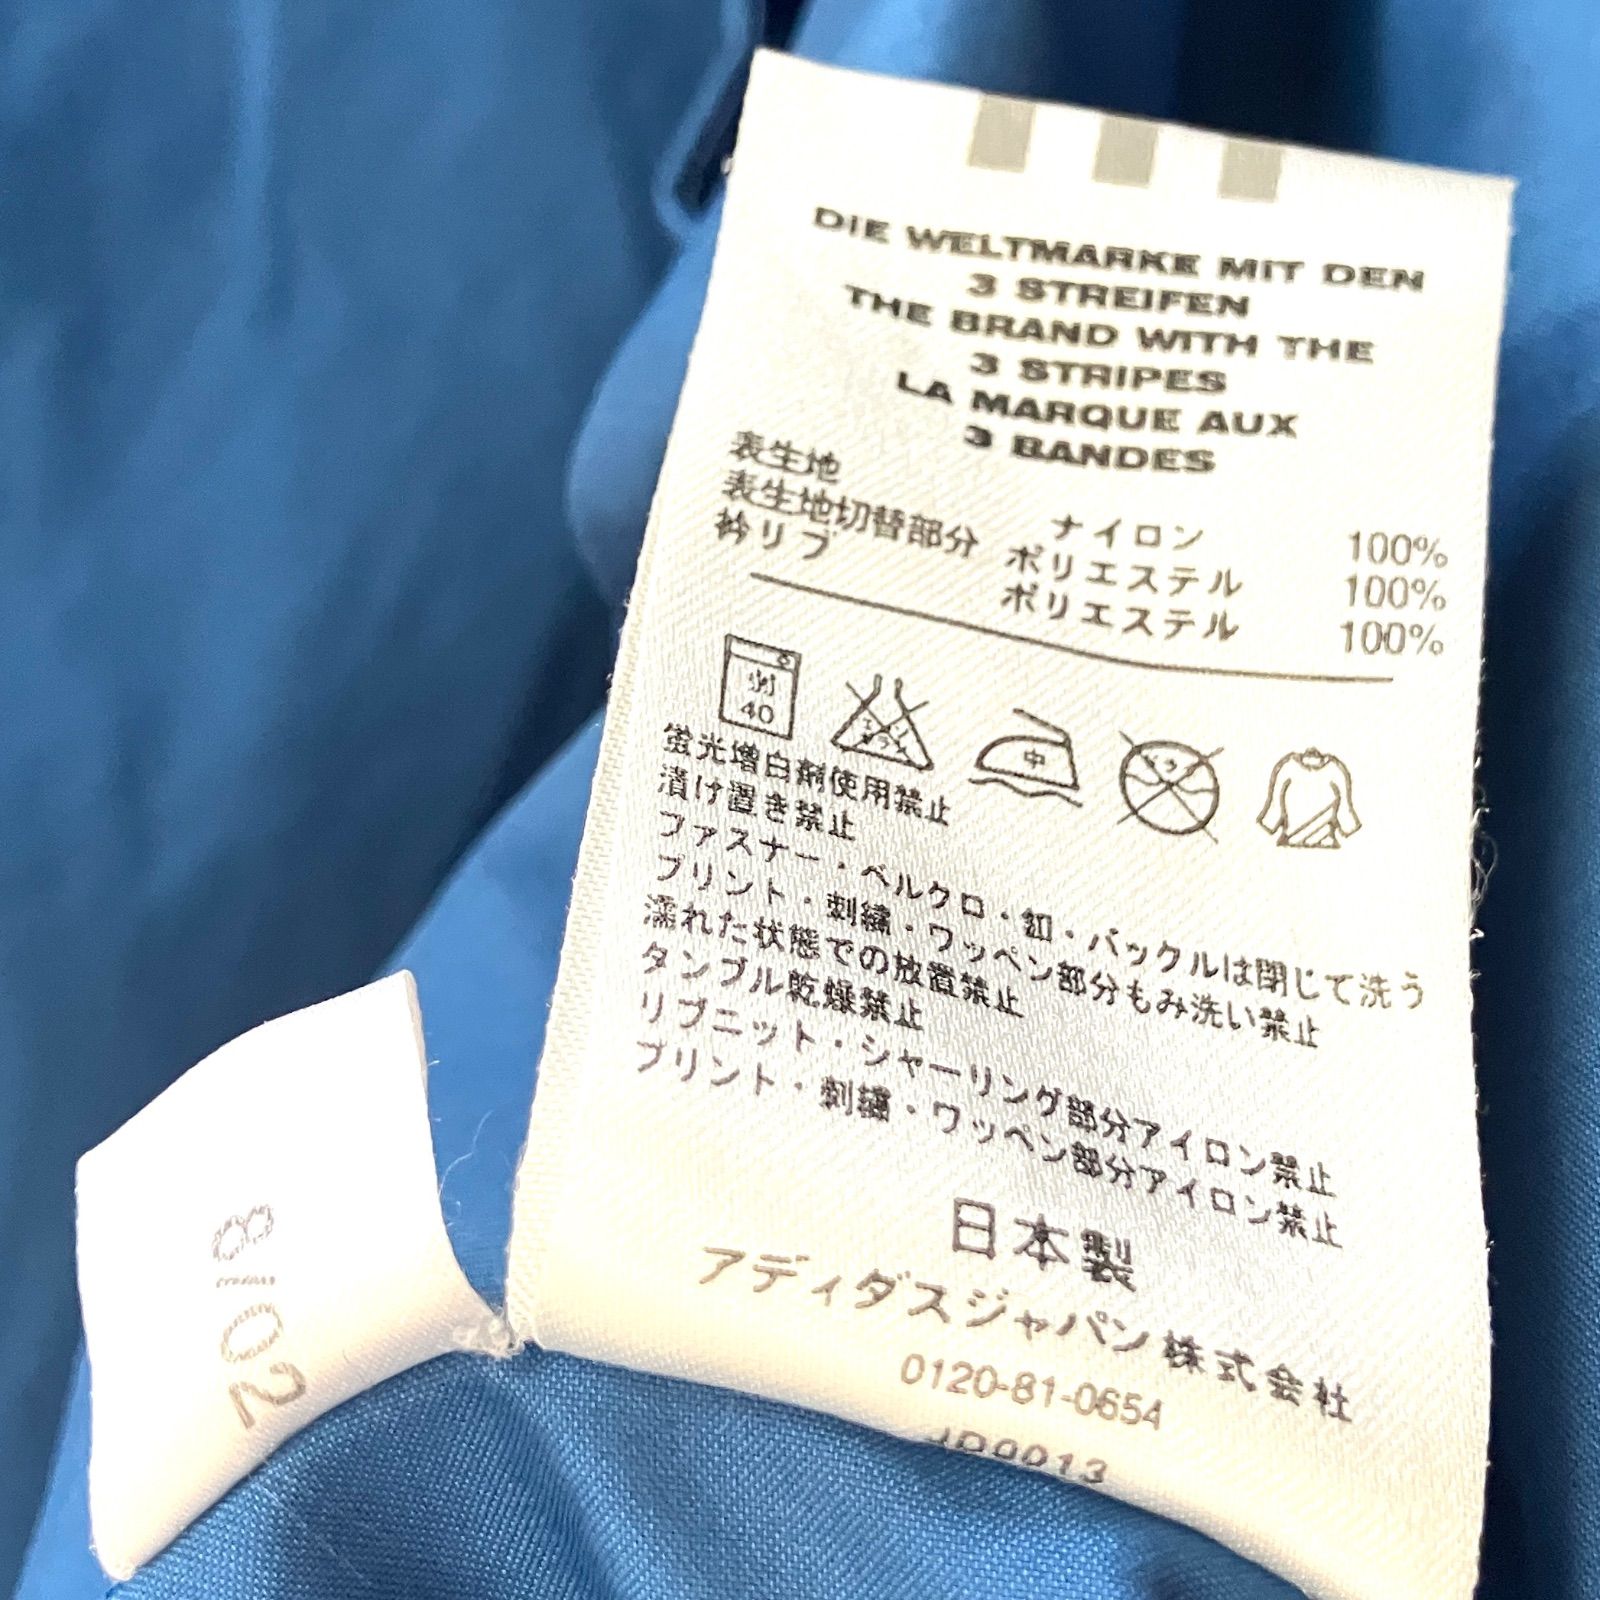 DIE WELTMARKE MIT DEN
3 STREIFEN
THE BRAND WITH THE
3 STRIPES
LA MARQUE AUX
3 BANDES
表生地 ナイロン 100%
表生地切替部分 ポリエステル 100%
衿リブ ポリエステル 100%
40
中
蛍光増白剤使用禁止
漬け置き禁止
ファスナー・ベルクロ・釦・バックルは閉じて洗う
プリント・刺繍・ワッペン部分もみ洗い禁止
濡れた状態での放置禁止
タンブル乾燥禁止
リブニット・シャーリング部分アイロン禁止
プリント・刺繍・ワッペン部分アイロン禁止
日本製
アディダスジャパン株式会社
0120-81-0654
8102